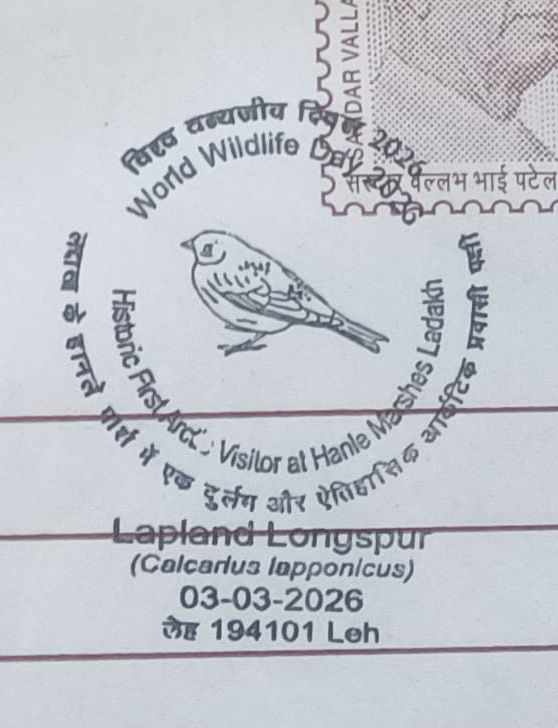 DAR VALLA
सरदार वल्लभ भाई पटेल
विश्व वन्यजीव दिवस 2026
World Wildlife Day 2026
Historic First Arctic Visitor at Hanle Marshes Ladakh
लद्दाख के हानले मार्श में एक दुर्लभ और ऐतिहासिक आर्कटिक प्रवासी पक्षी
Lapland Longspur
(Calcarius lapponicus)
03-03-2026
लेह 194101 Leh